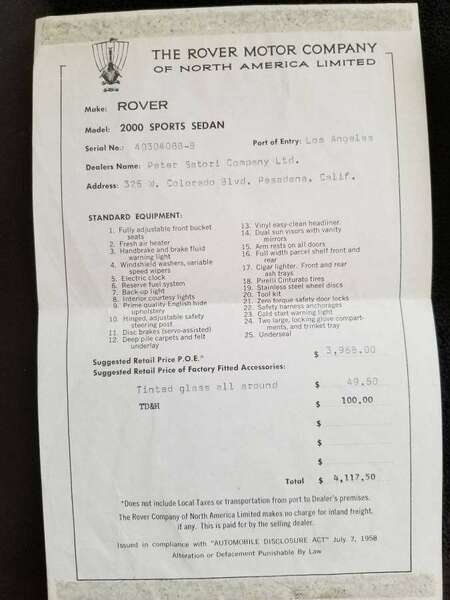 THE ROVER MOTOR COMPANY
OF NORTH AMERICA LIMITED
Make: ROVER
Model: 2000 SPORTS SEDAN
Serial No.: 40304088-B Port of Entry: Los Angeles
Dealers Name: Peter Satori Company Ltd.
Address: 325 W. Colorado Blvd. Pasadena, Calif.
STANDARD EQUIPMENT:
1. Fully adjustable front bucket
seats
2. Fresh air heater
3. Handbrake and brake fluid
warning light
4. Windshield washers, variable
speed wipers
5. Electric clock
6. Reserve fuel system
7. Back-up light
8. Interior courtesy lights
9. Prime quality English hide
upholstery
10. Hinged, adjustable safety
steering post
11. Disc brakes (servo-assisted)
12. Deep pile carpets and felt
underlay
13. Vinyl easy-clean headliner
14. Dual sun visors with vanity
mirrors
15. Arm rests on all doors
16. Full width parcel shelf front and
rear
17. Cigar lighter. Front and rear
ash trays
18. Pirelli Cinturato tires
19. Stainless steel wheel discs
20. Tool kit
21. Zero torque safety door locks
22. Safety harness anchorages
23. Cold start warning light
24. Two large, locking glove compart-
ments, and trinket tray
25. Underseal
Suggested Retail Price P.O.E.* $ 3,968.00
Suggested Retail Price of Factory Fitted Accessories:
Tinted glass all around $ 49.50
TD&H $ 100.00
$
$
$
Total $ 4,117.50
*Does not include Local Taxes or transportation from port to Dealer's premises.
The Rover Company of North America Limited makes no charge for inland freight,
if any. This is paid for by the selling dealer.
Issued in compliance with "AUTOMOBILE DISCLOSURE ACT" July 7, 1958
Alteration or Defacement Punishable By Law